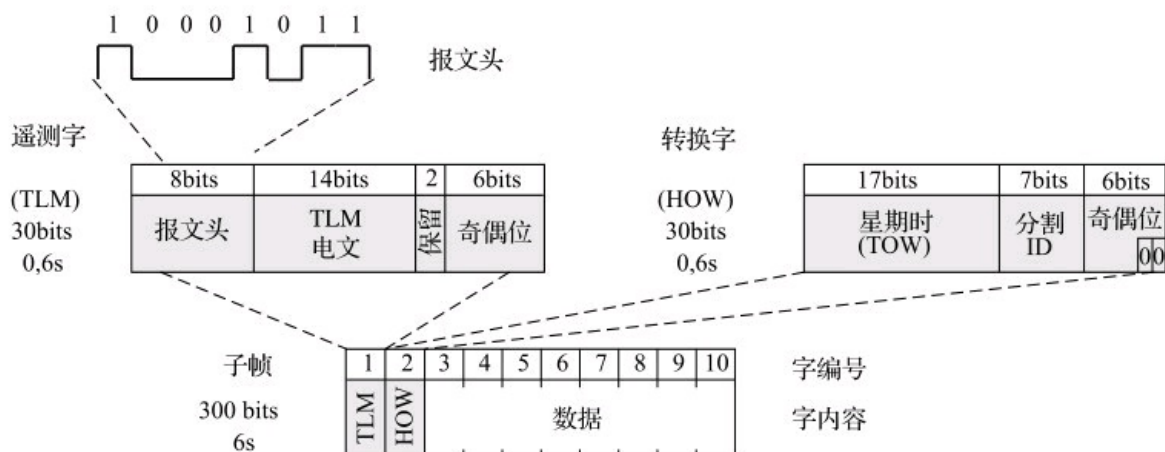 1 0 0 0 1 0 1 1
报文头
遥测字
转换字
8bits 14bits 2 6bits
17bits 7bits 6bits
(TLM)
30bits
0,6s
报文头
TLM
电文
保留
奇偶位
(HOW)
30bits
0,6s
星期时
(TOW)
分割
ID
奇偶位
00
子帧
1 2 3 4 5 6 7 8 9 10
字编号
300 bits
6s
TLM
HOW
数据
字内容